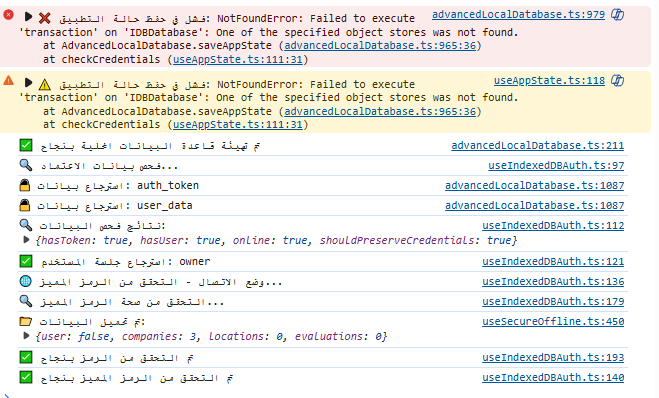 فشل في حفظ حالة التطبيق: NotFoundError: Failed to execute advancedLocalDatabase.ts:979
'transaction' on 'IDBDatabase': One of the specified object stores was not found.
at AdvancedLocalDatabase.saveAppState (advancedLocalDatabase.ts:965:36)
at checkCredentials (useAppState.ts:111:31)
فشل في حفظ حالة التطبيق: NotFoundError: Failed to execute useAppState.ts:118
'transaction' on 'IDBDatabase': One of the specified object stores was not found.
at AdvancedLocalDatabase.saveAppState (advancedLocalDatabase.ts:965:36)
at checkCredentials (useAppState.ts:111:31)
تم تهيئة قاعدة البيانات المحلية بنجاح advancedLocalDatabase.ts:211
فحص بيانات الاعتماد... useIndexedDBAuth.ts:97
استرجاع بيانات: auth_token advancedLocalDatabase.ts:1087
استرجاع بيانات: user_data advancedLocalDatabase.ts:1087
نتائج فحص البيانات: useIndexedDBAuth.ts:112
{hasToken: true, hasUser: true, online: true, shouldPreserveCredentials: true}
استرجاع جلسة المستخدم: owner useIndexedDBAuth.ts:121
وضع الاتصال - التحقق من الرمز المميز... useIndexedDBAuth.ts:136
التحقق من صحة الرمز المميز... useIndexedDBAuth.ts:179
تم تحميل البيانات: useSecureOffline.ts:450
{user: false, companies: 3, locations: 0, evaluations: 0}
تم التحقق من الرمز بنجاح useIndexedDBAuth.ts:193
تم التحقق من الرمز المميز بنجاح useIndexedDBAuth.ts:140